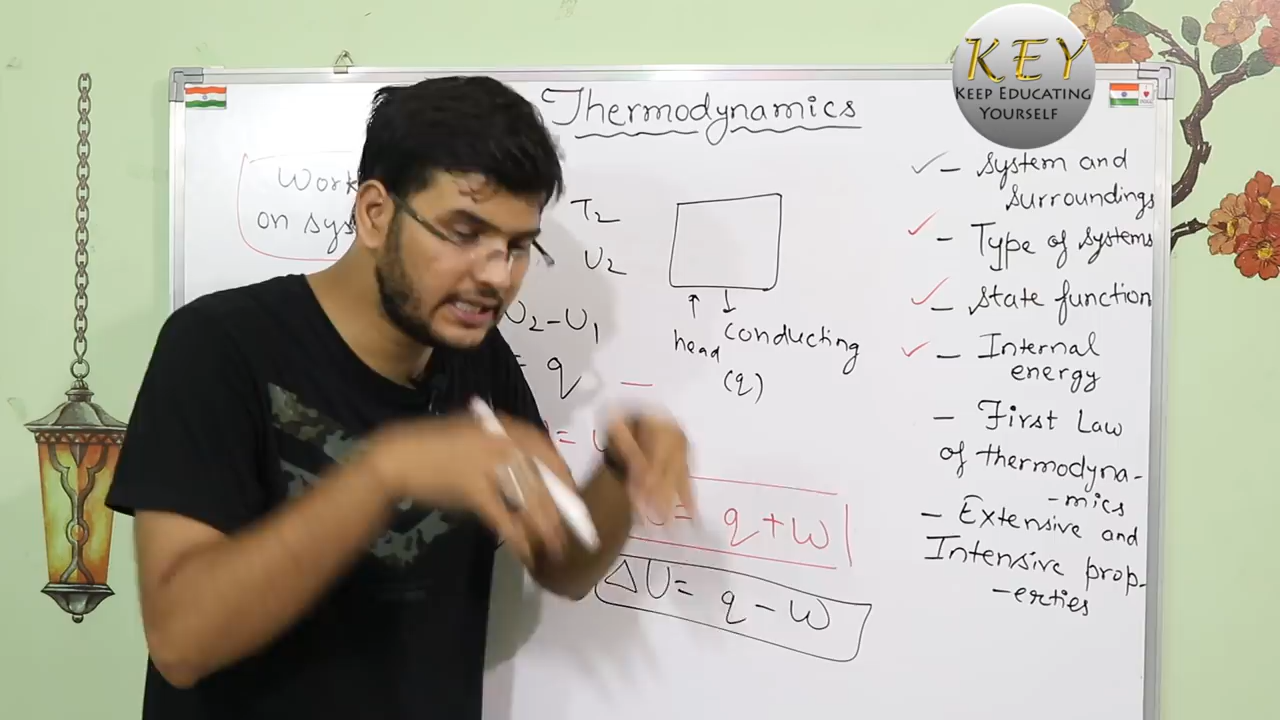 KEY
KEEP EDUCATING
YOURSELF
Thermodynamics
Work
on sys
T2
U2
U2-U1
= q
head
conducting
(q)
=
U= q+w
ΔU= q-w
- System and
Surroundings
- Type of systems
- State function
- Internal
energy
- First Law
of thermodyna-
-mics
- Extensive and
Intensive prop-
-erties